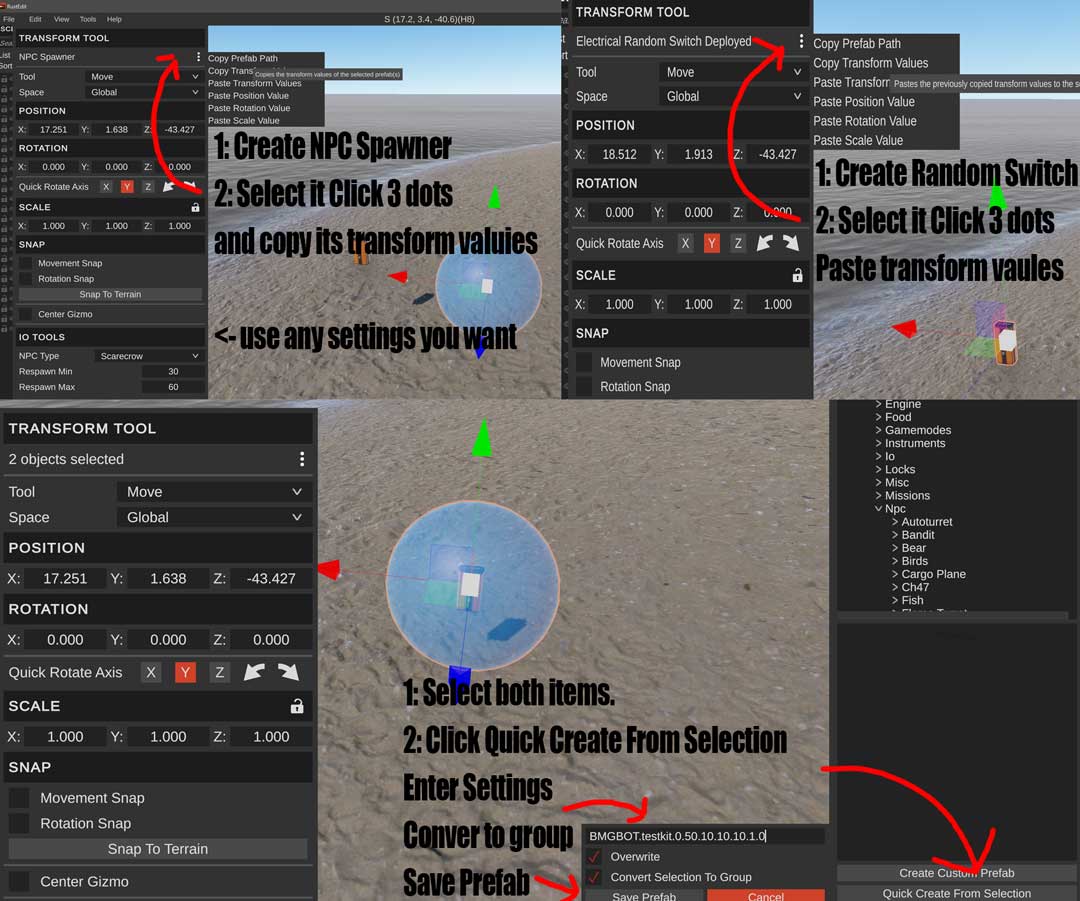 RustEdit
File Edit View Tools Help
S (17.2, 3.4, -40.6)(H8)
TRANSFORM TOOL
NPC Spawner
Tool Move
Space Global
POSITION
X: 17.251 Y: 1.638 Z: -43.427
ROTATION
X: 0.000 Y: 0.000 Z: 0.000
Quick Rotate Axis X Y Z
SCALE
X: 1.000 Y: 1.000 Z: 1.000
SNAP
Movement Snap
Rotation Snap
Snap To Terrain
Center Gizmo
IO TOOLS
NPC Type Scarecrow
Respawn Min 30
Respawn Max 60
Copy Prefab Path
Copy Trans
Copies the transform values of the selected prefab(s)
Paste Transform Values
Paste Position Value
Paste Rotation Value
Paste Scale Value
1: Create NPC Spawner
2: Select it Click 3 dots
and copy its transform valuies
<- use any settings you want
TRANSFORM TOOL
Electrical Random Switch Deployed
Tool Move
Space Global
POSITION
X: 18.512 Y: 1.913 Z: -43.427
ROTATION
X: 0.000 Y: 0.000 Z: 0.000
Quick Rotate Axis X Y Z
SCALE
X: 1.000 Y: 1.000 Z: 1.000
SNAP
Movement Snap
Rotation Snap
Copy Prefab Path
Copy Transform Values
Paste Transform
Pastes the previously copied transform values to the s
Paste Position Value
Paste Rotation Value
Paste Scale Value
1: Create Random Switch
2: Select it Click 3 dots
Paste transform vaules
TRANSFORM TOOL
2 objects selected
Tool Move
Space Global
POSITION
X: 17.251 Y: 1.638 Z: -43.427
ROTATION
X: 0.000 Y: 0.000 Z: 0.000
Quick Rotate Axis X Y Z
SCALE
X: 1.000 Y: 1.000 Z: 1.000
SNAP
Movement Snap
Rotation Snap
Snap To Terrain
Center Gizmo
1: Select both items.
2: Click Quick Create From Selection
Enter Settings
Conver to group
Save Prefab
BMGBOT.testkit.0.50.10.10.10.1.0
Overwrite
Convert Selection To Group
Save Prefab Cancel
> Engine
> Food
> Gamemodes
> Instruments
> Io
> Locks
> Misc
> Missions
Npc
> Autoturret
> Bandit
> Bear
> Birds
> Cargo Plane
> Ch47
> Fish
Create Custom Prefab
Quick Create From Selection